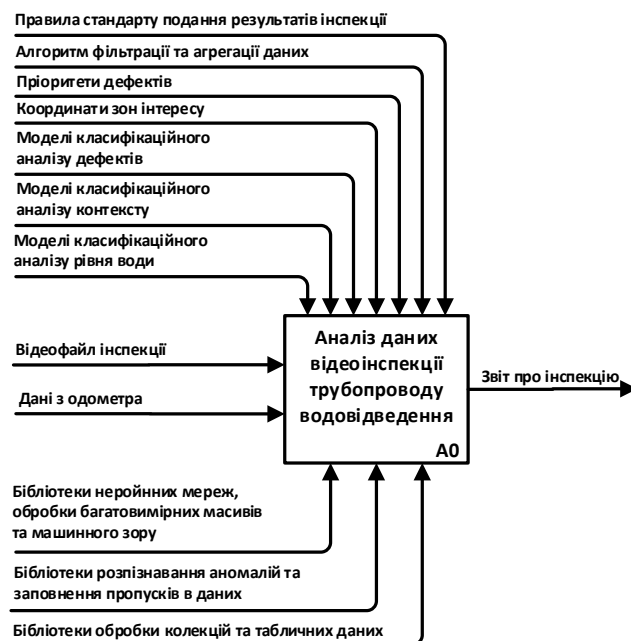 Правила стандарту подання результатів інспекції
Алгоритм фільтрації та агрегації даних
Пріоритети дефектів
Координати зон інтересу
Моделі класифікаційного
аналізу дефектів
Моделі класифікаційного
аналізу контексту
Моделі класифікаційного
аналізу рівня води
Відеофайл інспекції
Дані з одометра
Аналіз даних
відеоінспекції
трубопроводу
водовідведення
A0
Звіт про інспекцію
Бібліотеки неройнних мереж,
обробки багатовимірних масивів
та машинного зору
Бібліотеки розпізнавання аномалій та
заповнення пропусків в даних
Бібліотеки обробки колекцій та табличних даних